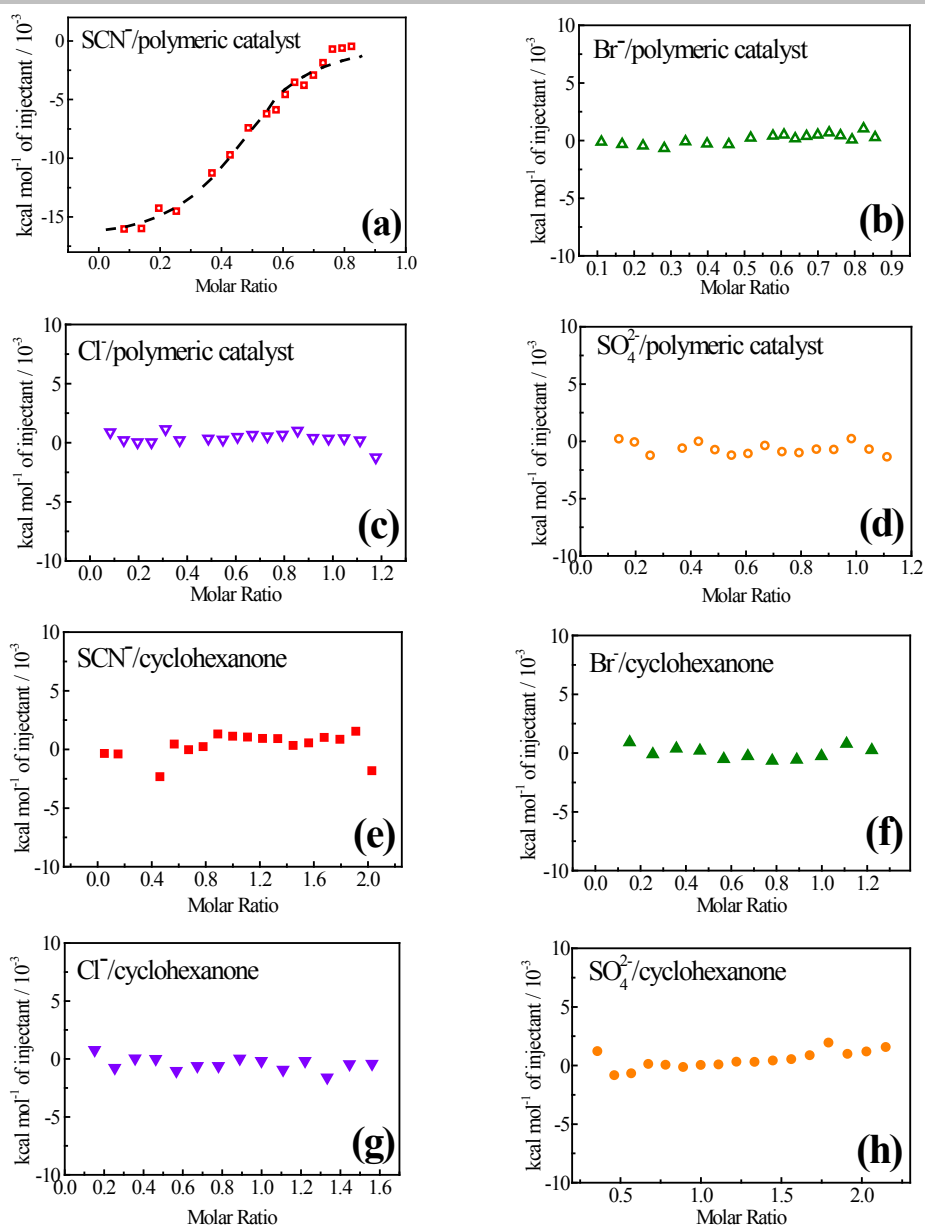 SCN⁻/polymeric catalyst
0
-5
-10
-15
kcal mol⁻¹ of injectant / 10⁻³
(a)
0.0 0.2 0.4 0.6 0.8 1.0
Molar Ratio
Br⁻/polymeric catalyst
10
5
0
-5
-10
kcal mol⁻¹ of injectant / 10⁻³
(b)
0.1 0.2 0.3 0.4 0.5 0.6 0.7 0.8 0.9
Molar Ratio
Cl⁻/polymeric catalyst
10
5
0
-5
-10
kcal mol⁻¹ of injectant / 10⁻³
(c)
0.0 0.2 0.4 0.6 0.8 1.0 1.2
Molar Ratio
SO₄²⁻/polymeric catalyst
10
5
0
-5
-10
kcal mol⁻¹ of injectant / 10⁻³
(d)
0.0 0.2 0.4 0.6 0.8 1.0 1.2
Molar Ratio
SCN⁻/cyclohexanone
10
5
0
-5
-10
kcal mol⁻¹ of injectant / 10⁻³
(e)
0.0 0.4 0.8 1.2 1.6 2.0
Molar Ratio
Br⁻/cyclohexanone
10
5
0
-5
-10
kcal mol⁻¹ of injectant / 10⁻³
(f)
0.0 0.2 0.4 0.6 0.8 1.0 1.2
Molar Ratio
Cl⁻/cyclohexanone
10
5
0
-5
-10
kcal mol⁻¹ of injectant / 10⁻³
(g)
0.0 0.2 0.4 0.6 0.8 1.0 1.2 1.4 1.6
Molar Ratio
SO₄²⁻/cyclohexanone
10
5
0
-5
-10
kcal mol⁻¹ of injectant / 10⁻³
(h)
0.5 1.0 1.5 2.0
Molar Ratio